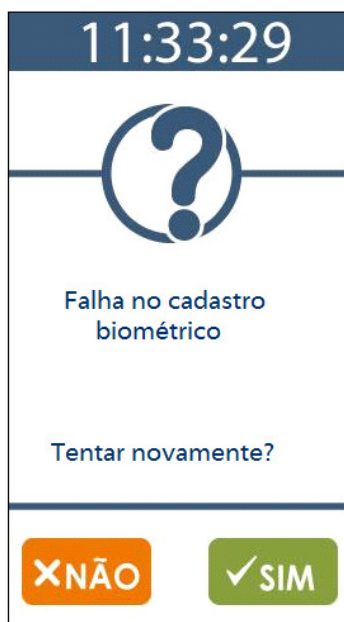 11:33:29
?
Falha no cadastro
biométrico
Tentar novamente?
NÃO
SIM